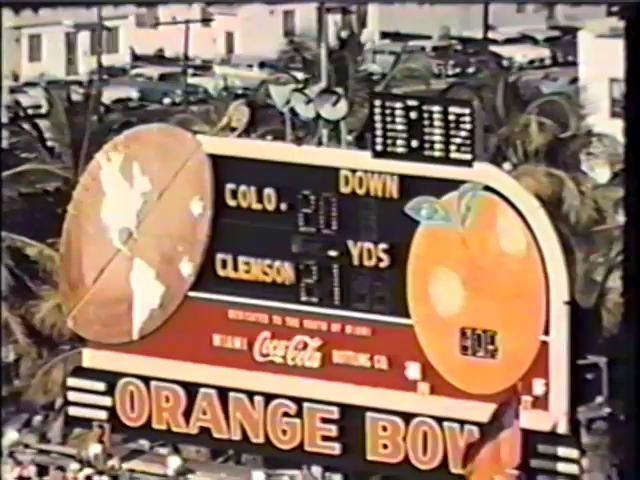 DOWN
COLO. 20
YDS
CLEMSON 21
DEDICATED TO THE YOUTH OF MIAMI
MIAMI Coca-Cola BOTTLING CO.
ORANGE BOW